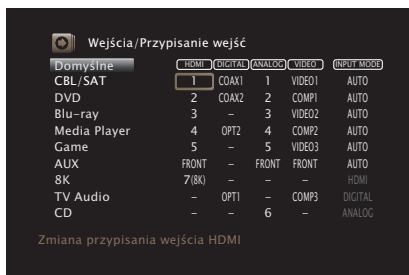 Wejścia/Przypisanie wejść
Domyślne HDMI DIGITAL ANALOG VIDEO INPUT MODE
CBL/SAT 1 COAX1 1 VIDEO1 AUTO
DVD 2 COAX2 2 COMP1 AUTO
Blu-ray 3 – 3 VIDEO2 AUTO
Media Player 4 OPT2 4 COMP2 AUTO
Game 5 – 5 VIDEO3 AUTO
AUX FRONT – FRONT FRONT AUTO
8K 7(8K) – – – HDMI
TV Audio – OPT1 – COMP3 DIGITAL
CD – – 6 – ANALOG
Zmiana przypisania wejścia HDMI